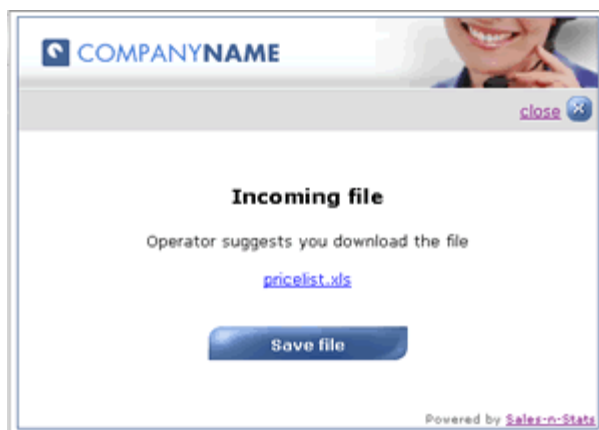 COMPANYNAME
close
Incoming file
Operator suggests you download the file
pricelist.xls
Save file
Powered by Sales-n-Stats